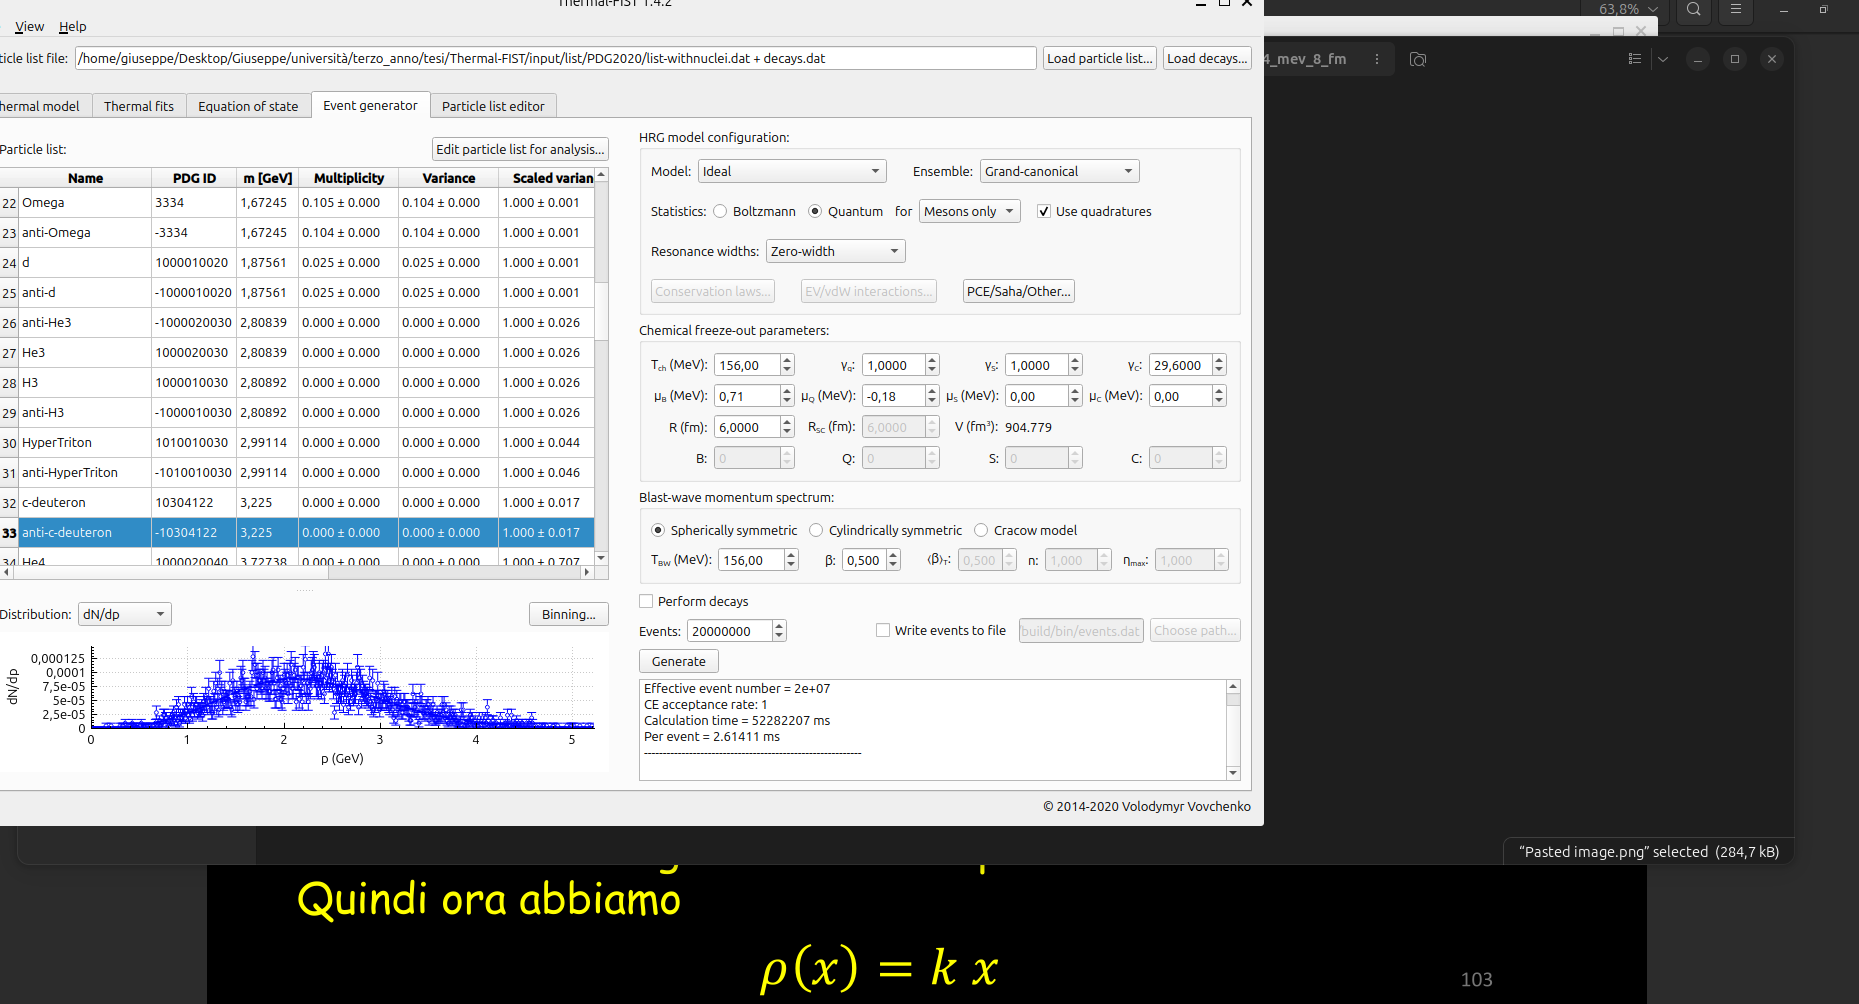 Thermal-FIST 1.4.2
63,8%
View Help
ticle list file: /home/giuseppe/Desktop/Giuseppe/università/terzo_anno/tesi/Thermal-FIST/input/list/PDG2020/list-withnuclei.dat + decays.dat Load particle list... Load decays...
4_mev_8_fm
hermal model Thermal fits Equation of state Event generator Particle list editor
Particle list: Edit particle list for analysis...
Name PDG ID m [GeV] Multiplicity Variance Scaled varian
22 Omega 3334 1,67245 0.105 ± 0.000 0.104 ± 0.000 1.000 ± 0.001
23 anti-Omega -3334 1,67245 0.104 ± 0.000 0.104 ± 0.000 1.000 ± 0.001
24 d 1000010020 1,87561 0.025 ± 0.000 0.025 ± 0.000 1.000 ± 0.001
25 anti-d -1000010020 1,87561 0.025 ± 0.000 0.025 ± 0.000 1.000 ± 0.001
26 anti-He3 -1000020030 2,80839 0.000 ± 0.000 0.000 ± 0.000 1.000 ± 0.026
27 He3 1000020030 2,80839 0.000 ± 0.000 0.000 ± 0.000 1.000 ± 0.026
28 H3 1000010030 2,80892 0.000 ± 0.000 0.000 ± 0.000 1.000 ± 0.026
29 anti-H3 -1000010030 2,80892 0.000 ± 0.000 0.000 ± 0.000 1.000 ± 0.026
30 HyperTriton 1010010030 2,99114 0.000 ± 0.000 0.000 ± 0.000 1.000 ± 0.044
31 anti-HyperTriton -1010010030 2,99114 0.000 ± 0.000 0.000 ± 0.000 1.000 ± 0.046
32 c-deuteron 10304122 3,225 0.000 ± 0.000 0.000 ± 0.000 1.000 ± 0.017
33 anti-c-deuteron -10304122 3,225 0.000 ± 0.000 0.000 ± 0.000 1.000 ± 0.017
34 He4 1000020040 3,72738 0.000 ± 0.000 0.000 ± 0.000 1.000 ± 0.707
Distribution: dN/dp Binning...
dN/dp
0,000125
0,0001
7,5e-05
5e-05
2,5e-05
0
0 1 2 3 4 5
p (GeV)
HRG model configuration:
Model: Ideal Ensemble: Grand-canonical
Statistics: Boltzmann Quantum for Mesons only Use quadratures
Resonance widths: Zero-width
Conservation laws... EV/vdW interactions... PCE/Saha/Other...
Chemical freeze-out parameters:
Tch (MeV): 156,00 γq: 1,0000 γS: 1,0000 γC: 29,6000
μB (MeV): 0,71 μQ (MeV): -0,18 μS (MeV): 0,00 μC (MeV): 0,00
R (fm): 6,0000 RSC (fm): 6,0000 V (fm³): 904.779
B: 0 Q: 0 S: 0 C: 0
Blast-wave momentum spectrum:
Spherically symmetric Cylindrically symmetric Cracow model
TBW (MeV): 156,00 β: 0,500 ⟨β⟩T: 0,500 n: 1,000 ηmax: 1,000
Perform decays
Events: 20000000 Write events to file build/bin/events.dat Choose path...
Generate
Effective event number = 2e+07
CE acceptance rate: 1
Calculation time = 52282207 ms
Per event = 2.61411 ms
------------------------------------------------------------
© 2014-2020 Volodymyr Vovchenko
“Pasted image.png” selected (284,7 kB)
Quindi ora abbiamo
ρ(x) = k x
103